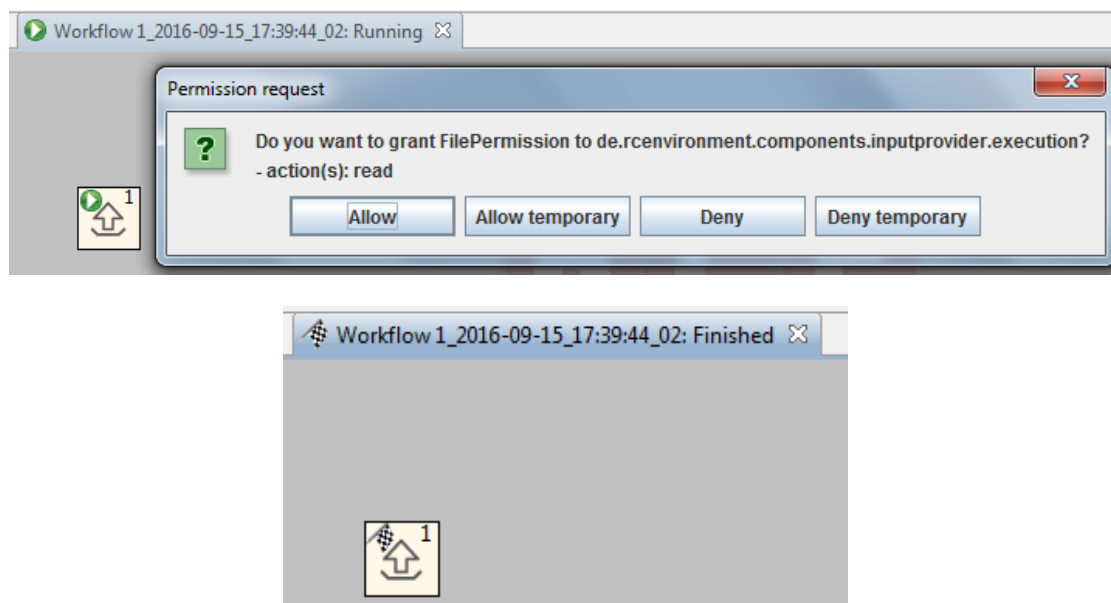 Workflow 1_2016-09-15_17:39:44_02: Running
Permission request
Do you want to grant FilePermission to de.rcenvironment.components.inputprovider.execution?
- action(s): read
1
Allow
Allow temporary
Deny
Deny temporary
Workflow 1_2016-09-15_17:39:44_02: Finished
1